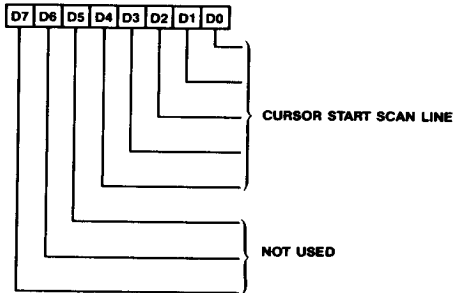 D7 D6 D5 D4 D3 D2 D1 D0
CURSOR START SCAN LINE
NOT USED